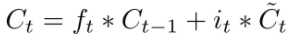 $C_t = f_t * C_{t-1} + i_t * \tilde{C}_t$